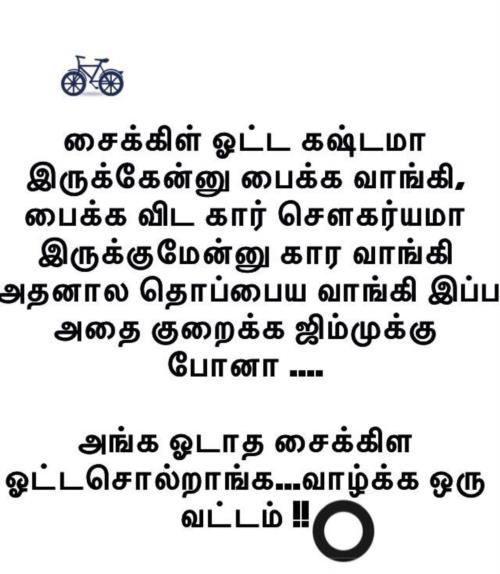 சைக்கிள் ஓட்ட கஷ்டமா
இருக்கேன்னு பைக்க வாங்கி,
பைக்க விட கார் சௌகர்யமா
இருக்குமேன்னு கார வாங்கி
அதனால தொப்பைய வாங்கி இப்ப
அதை குறைக்க ஜிம்முக்கு
போனா ....
அங்க ஓடாத சைக்கிள
ஓட்டசொல்றாங்க...வாழ்க்க ஒரு
வட்டம் !!